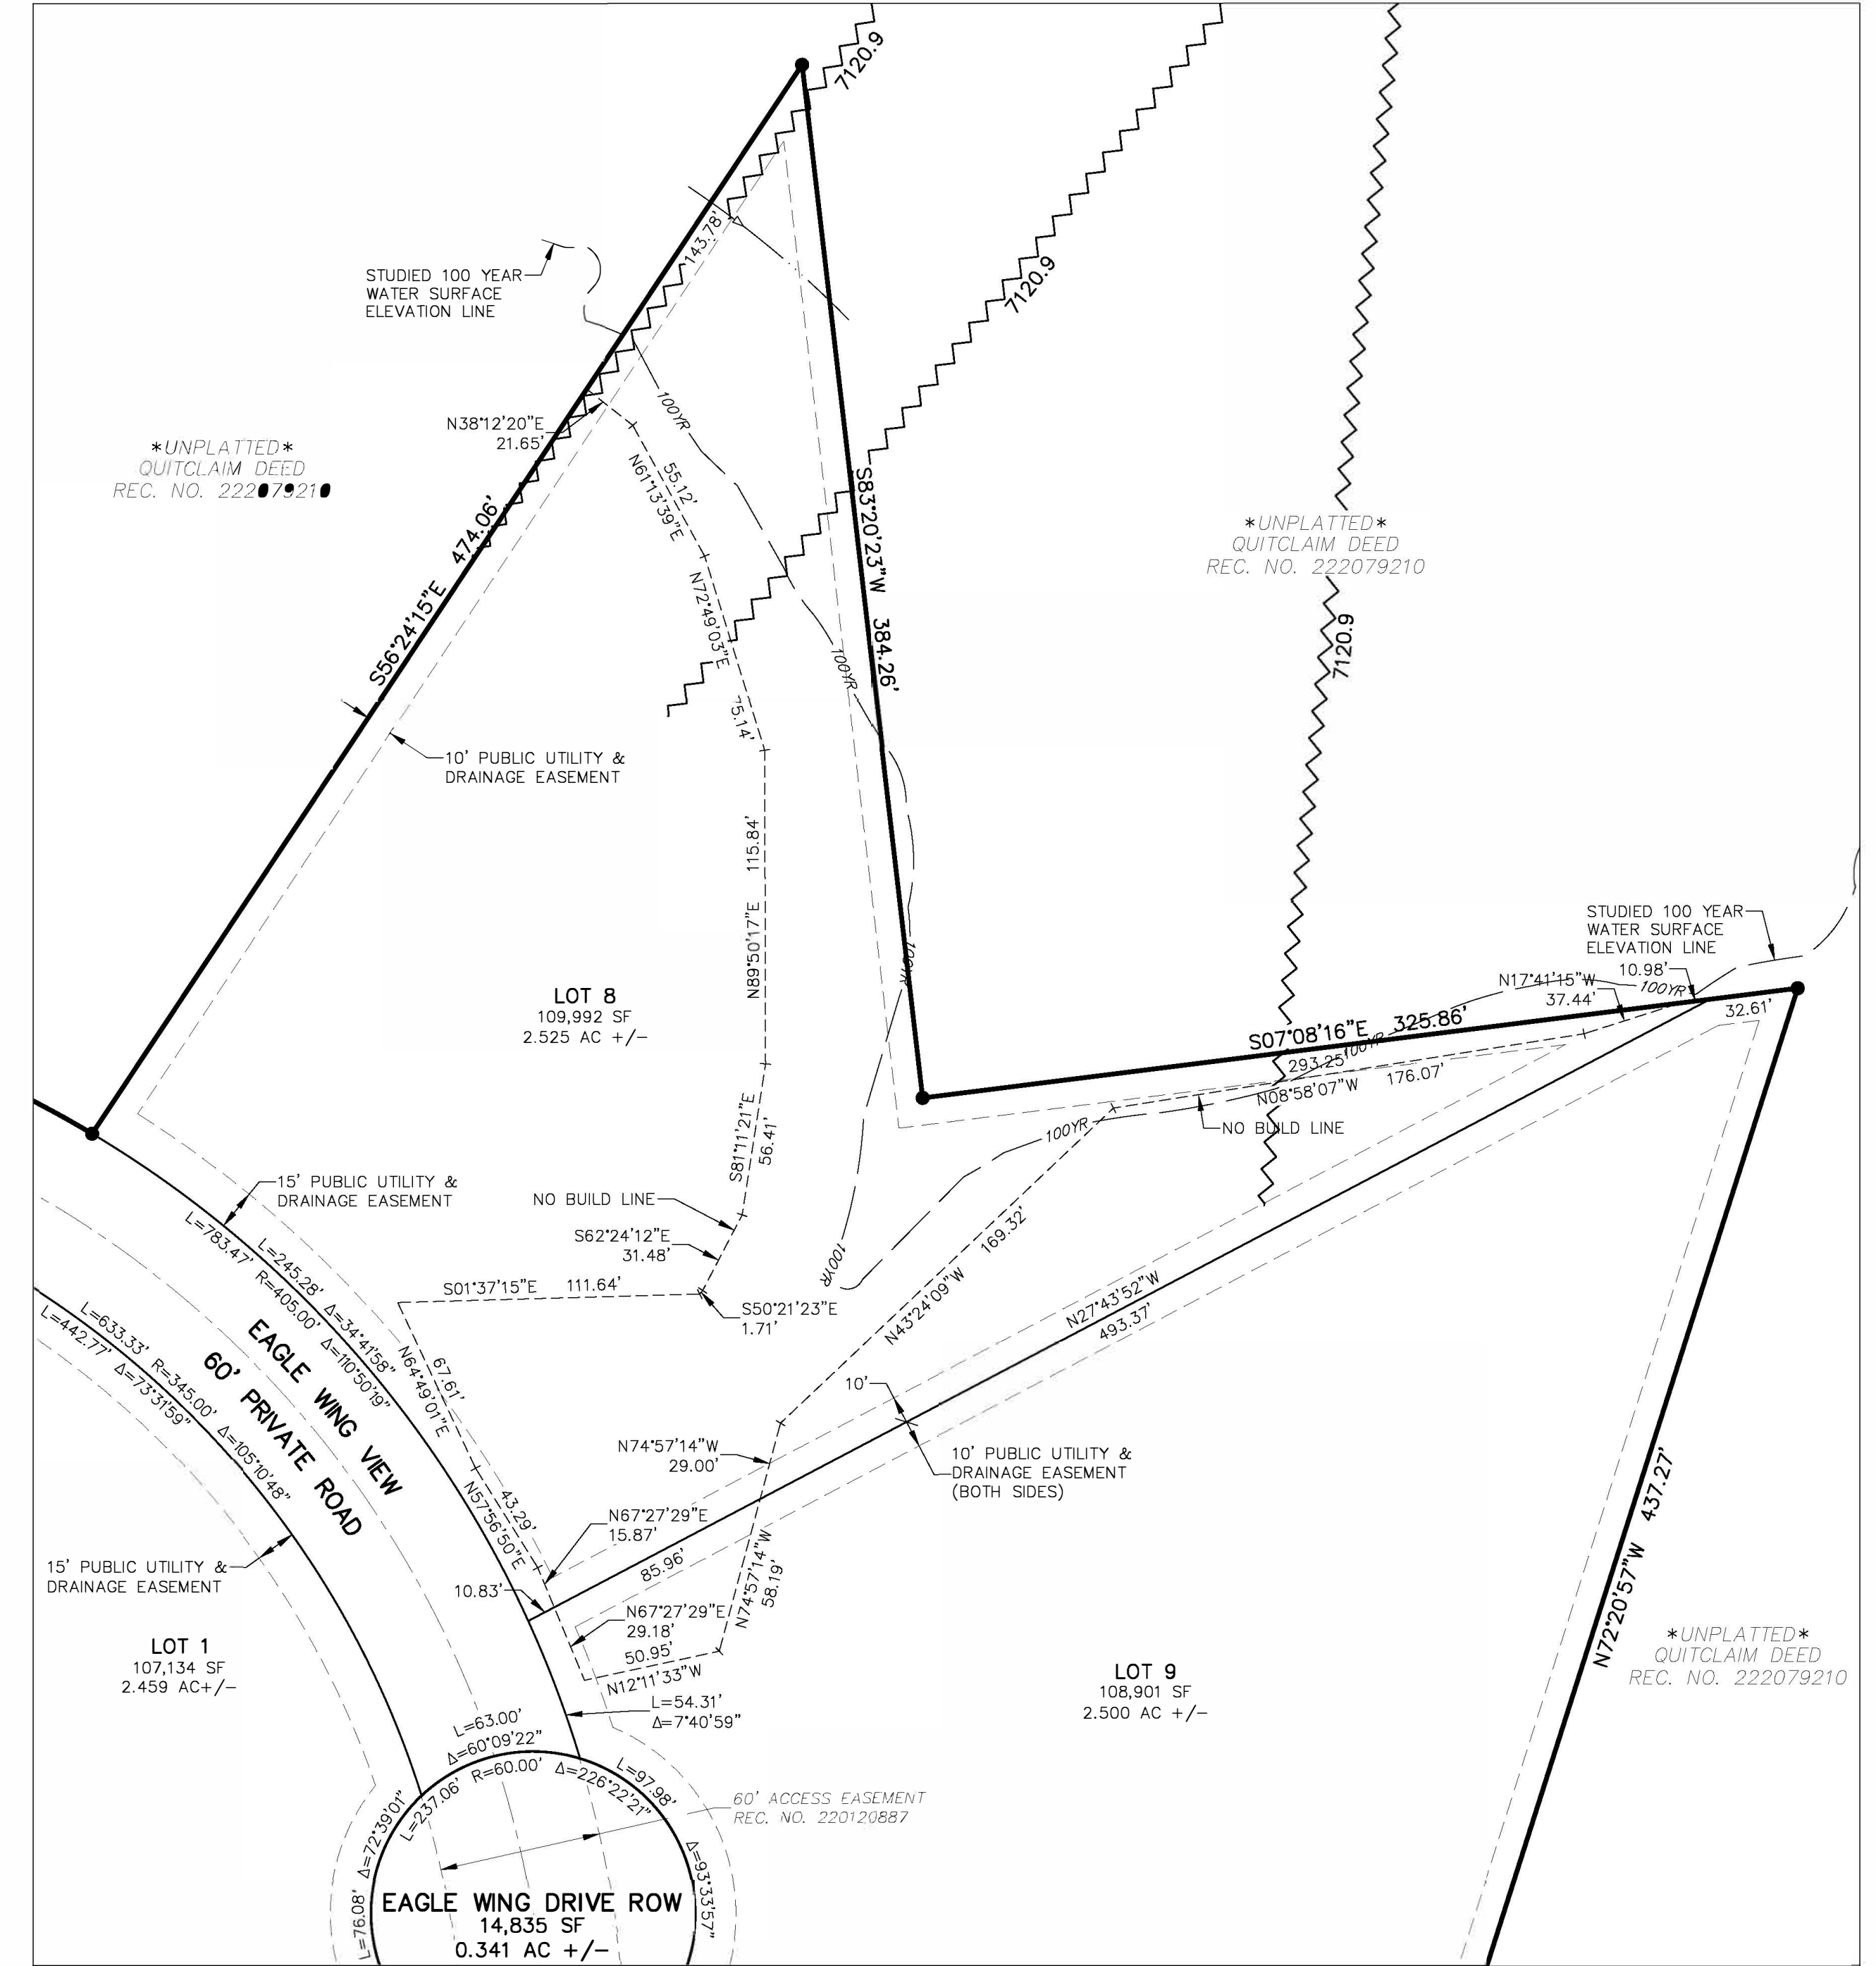 7120.9
143.78'
STUDIED 100 YEAR
WATER SURFACE
ELEVATION LINE
7120.9
N38°12'20"E
21.65'
100YR
*UNPLATTED*
QUITCLAIM DEED
REC. NO. 222079210
55.12'
N61°13'39"E
S56°24'15"E 474.06'
S83°20'23"W 384.26'
*UNPLATTED*
QUITCLAIM DEED
REC. NO. 222079210
N72°49'03"E
75.14'
100YR
7120.9
10' PUBLIC UTILITY &
DRAINAGE EASEMENT
N89°50'17"E 115.84'
100YR
STUDIED 100 YEAR
WATER SURFACE
ELEVATION LINE
10.98'
N17°41'15"W
37.44'
100YR
32.61'
LOT 8
109,992 SF
2.525 AC +/-
S07°08'16"E 325.86'
293.25'
100YR
N08°58'07"W 176.07'
NO BUILD LINE
100YR
S81°11'21"E
56.41'
15' PUBLIC UTILITY &
DRAINAGE EASEMENT
NO BUILD LINE
S62°24'12"E
31.48'
100YR
169.32'
N43°24'09"W
S01°37'15"E 111.64'
S50°21'23"E
1.71'
N27°43'52"W
493.37'
L=245.28' Δ=34°41'58"
L=783.47' R=405.00' Δ=110°50'19"
EAGLE WING VIEW
60' PRIVATE ROAD
L=633.33' R=345.00' Δ=105°10'48"
L=442.77' Δ=73°31'59"
67.61'
N64°49'01"E
10'
N74°57'14"W
29.00'
10' PUBLIC UTILITY &
DRAINAGE EASEMENT
(BOTH SIDES)
43.29'
N57°56'50"E
N67°27'29"E
15.87'
85.96'
N74°57'14"W
58.19'
N72°20'57"W 437.27'
15' PUBLIC UTILITY &
DRAINAGE EASEMENT
10.83'
N67°27'29"E
29.18'
50.95'
N12°11'33"W
LOT 1
107,134 SF
2.459 AC+/-
LOT 9
108,901 SF
2.500 AC +/-
*UNPLATTED*
QUITCLAIM DEED
REC. NO. 222079210
L=54.31'
Δ=7°40'59"
L=63.00'
Δ=60°09'22"
L=237.06' R=60.00' Δ=226°22'21"
L=97.98'
Δ=93°33'57"
L=76.08' Δ=72°39'01"
60' ACCESS EASEMENT
REC. NO. 220120887
EAGLE WING DRIVE ROW
14,835 SF
0.341 AC +/-